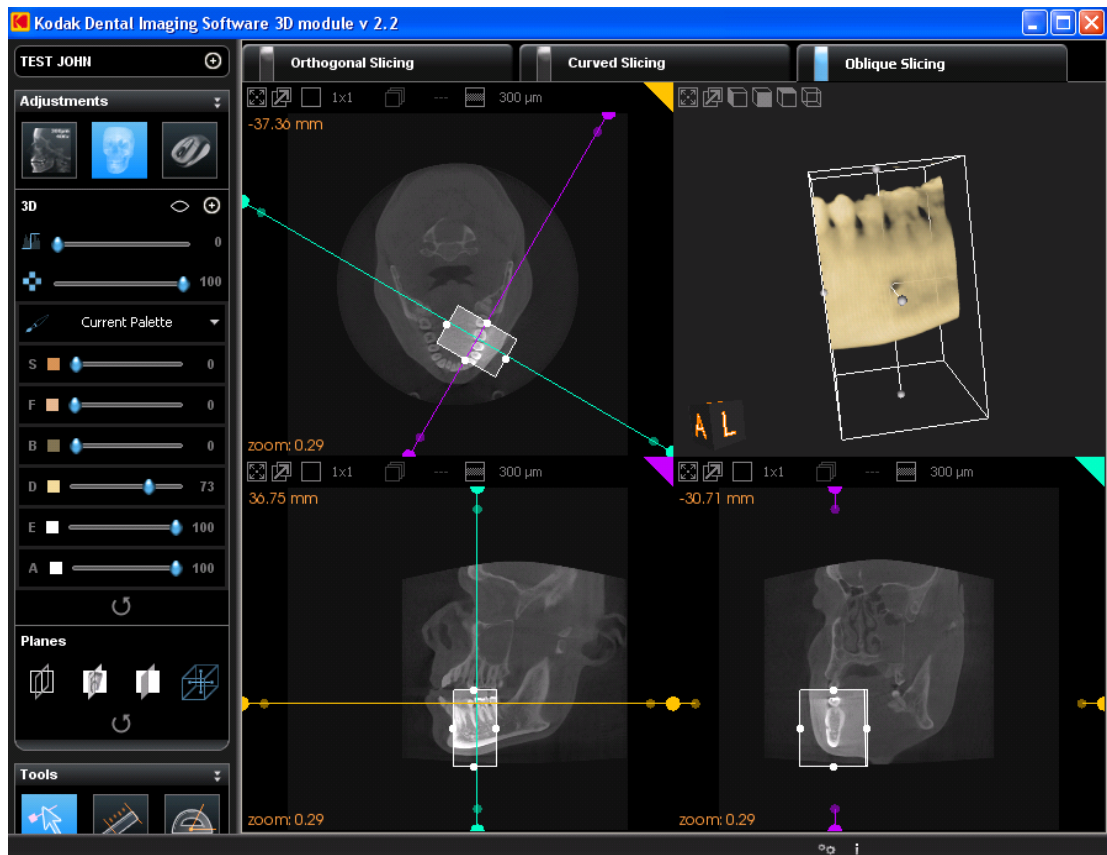 Kodak Dental Imaging Software 3D module v 2.2
TEST JOHN
Orthogonal Slicing
Curved Slicing
Oblique Slicing
Adjustments
3D
0
100
Current Palette
S 0
F 0
B 0
D 73
E 100
A 100
Planes
Tools
1x1 --- 300 µm
-37.36 mm
zoom: 0.29
A L
1x1 --- 300 µm
36.75 mm
zoom: 0.29
1x1 --- 300 µm
-30.71 mm
zoom: 0.29
i